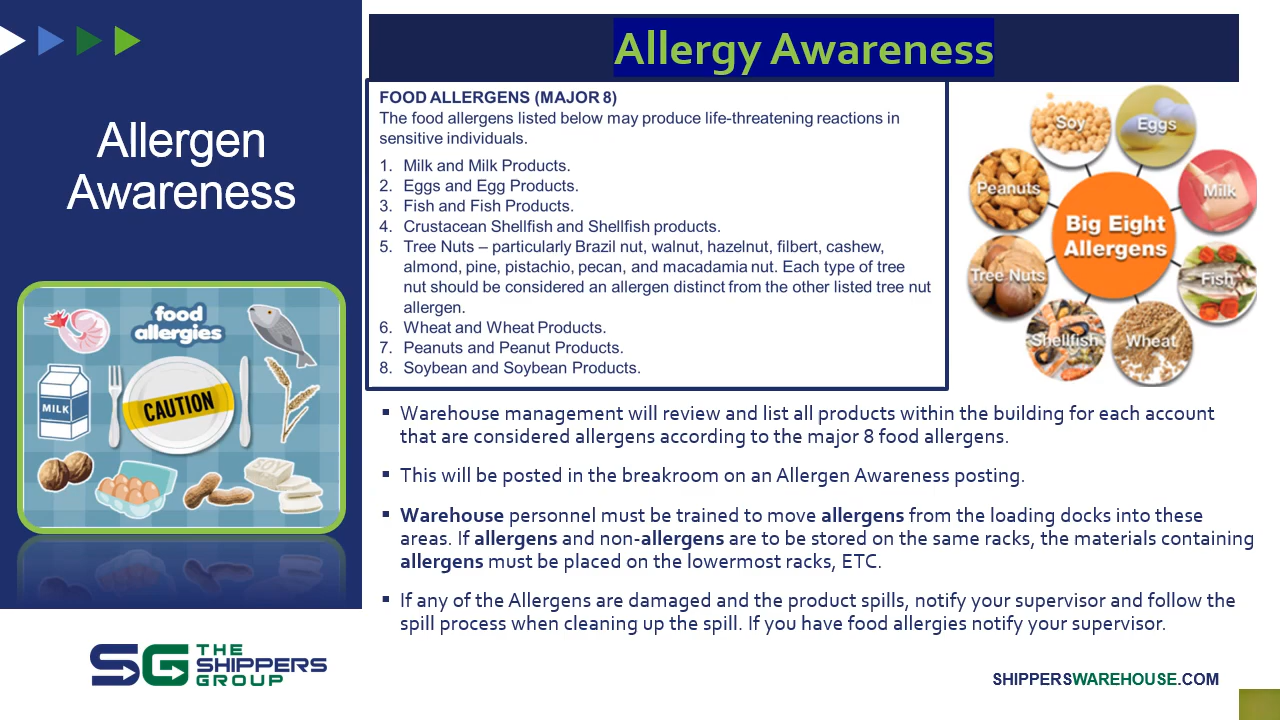 Allergen
Awareness
food
allergies
MILK
CAUTION
SOY
SG THE
SHIPPERS
GROUP
Allergy Awareness
FOOD ALLERGENS (MAJOR 8)
The food allergens listed below may produce life-threatening reactions in
sensitive individuals.
1. Milk and Milk Products.
2. Eggs and Egg Products.
3. Fish and Fish Products.
4. Crustacean Shellfish and Shellfish products.
5. Tree Nuts – particularly Brazil nut, walnut, hazelnut, filbert, cashew,
almond, pine, pistachio, pecan, and macadamia nut. Each type of tree
nut should be considered an allergen distinct from the other listed tree nut
allergen.
6. Wheat and Wheat Products.
7. Peanuts and Peanut Products.
8. Soybean and Soybean Products.
Soy
Eggs
Peanuts
Milk
Big Eight
Allergens
Tree Nuts
Fish
Shellfish
Wheat
▪ Warehouse management will review and list all products within the building for each account
that are considered allergens according to the major 8 food allergens.
▪ This will be posted in the breakroom on an Allergen Awareness posting.
▪ Warehouse personnel must be trained to move allergens from the loading docks into these
areas. If allergens and non-allergens are to be stored on the same racks, the materials containing
allergens must be placed on the lowermost racks, ETC.
▪ If any of the Allergens are damaged and the product spills, notify your supervisor and follow the
spill process when cleaning up the spill. If you have food allergies notify your supervisor.
SHIPPERSWAREHOUSE.COM